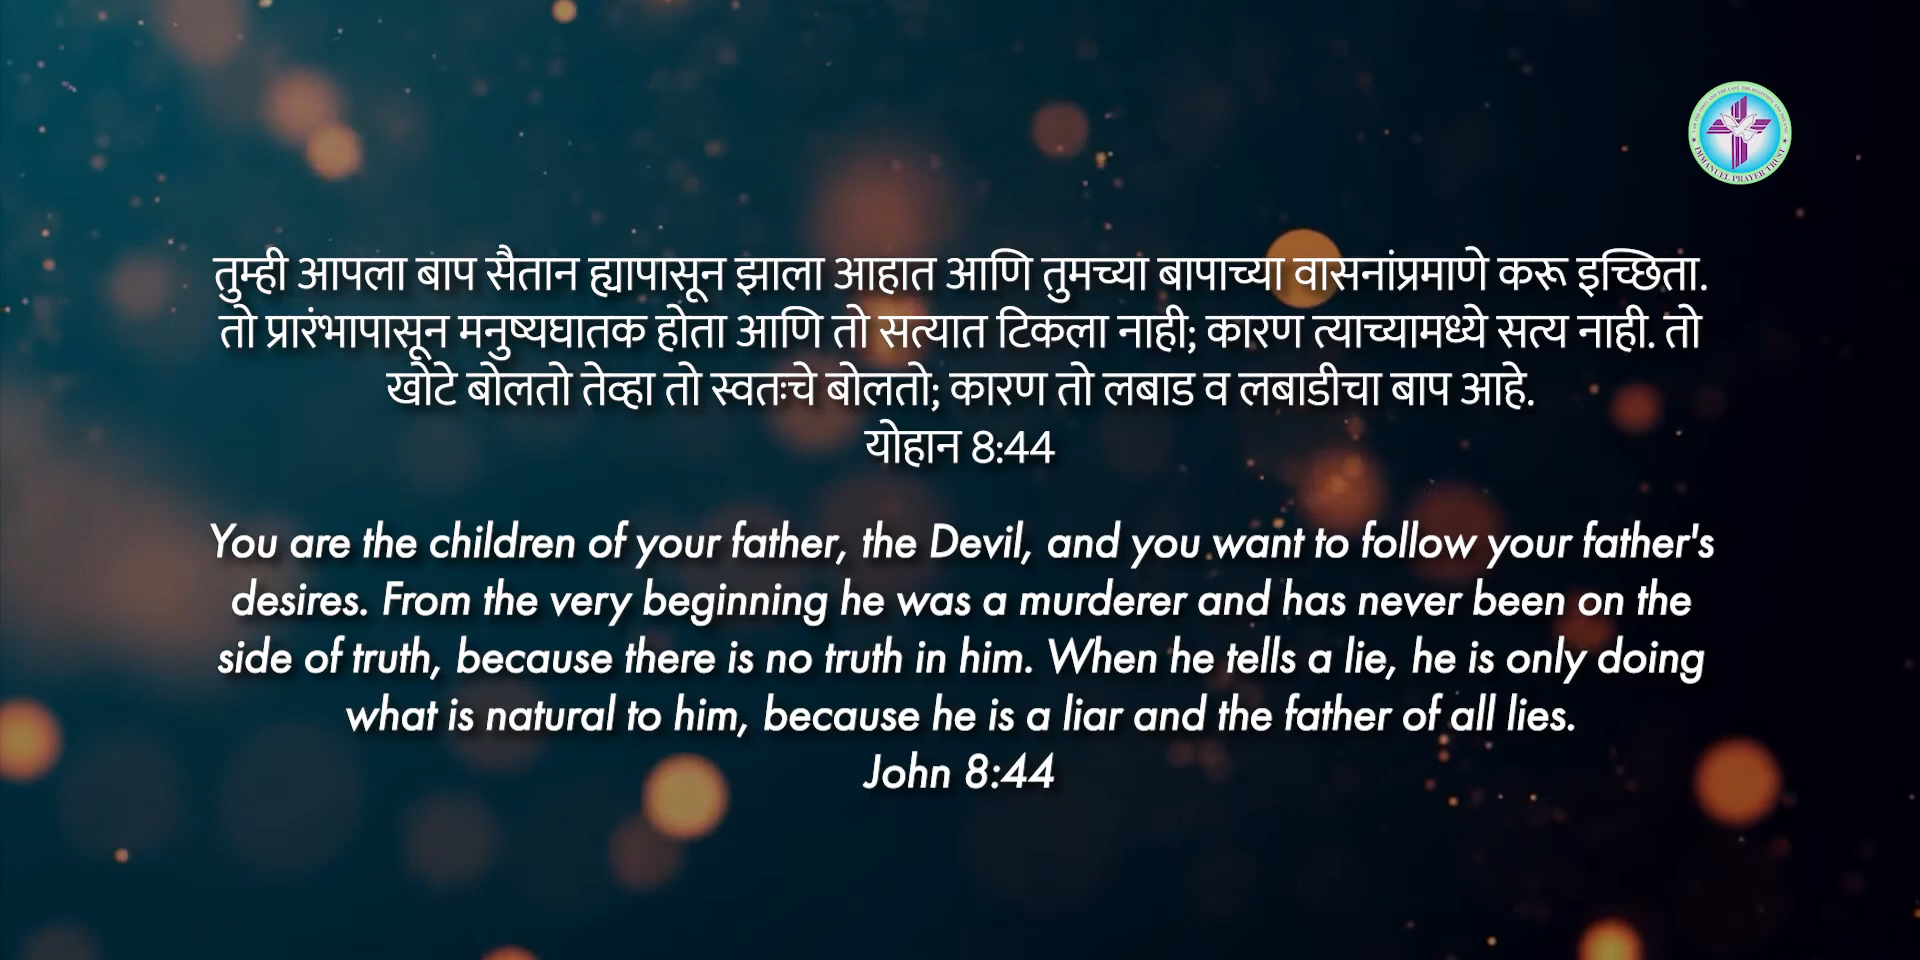 IMMANUEL PRAYER TRUST
तुम्ही आपला बाप सैतान ह्यापासून झाला आहात आणि तुमच्या बापाच्या वासनांप्रमाणे करू इच्छिता.
तो प्रारंभापासून मनुष्यघातक होता आणि तो सत्यात टिकला नाही; कारण त्याच्यामध्ये सत्य नाही. तो
खोटे बोलतो तेव्हा तो स्वतःचे बोलतो; कारण तो लबाड व लबाडीचा बाप आहे.
योहान 8:44
You are the children of your father, the Devil, and you want to follow your father's
desires. From the very beginning he was a murderer and has never been on the
side of truth, because there is no truth in him. When he tells a lie, he is only doing
what is natural to him, because he is a liar and the father of all lies.
John 8:44